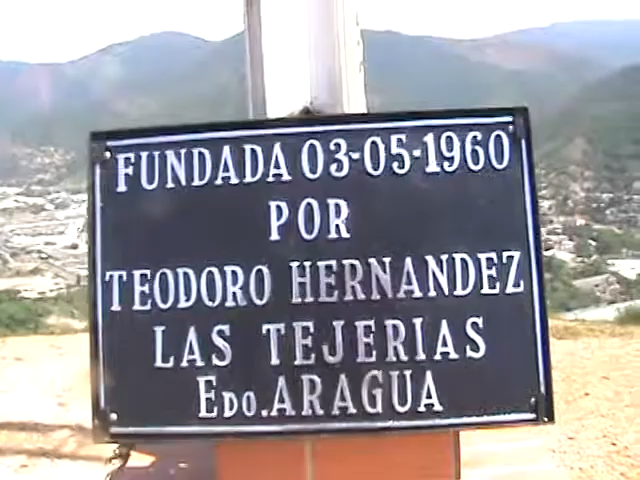 FUNDADA 03-05-1960
POR
TEODORO HERNANDEZ
LAS TEJERIAS
EDO. ARAGUA